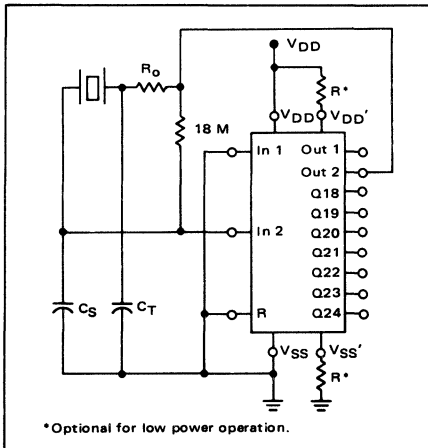 VDD
Ro
R*
18 M
VDD
VDD'
In 1
Out 1
Out 2
Q18
Q19
In 2
Q20
Q21
Q22
Q23
CS
CT
R
Q24
VSS
VSS'
R*
*Optional for low power operation.